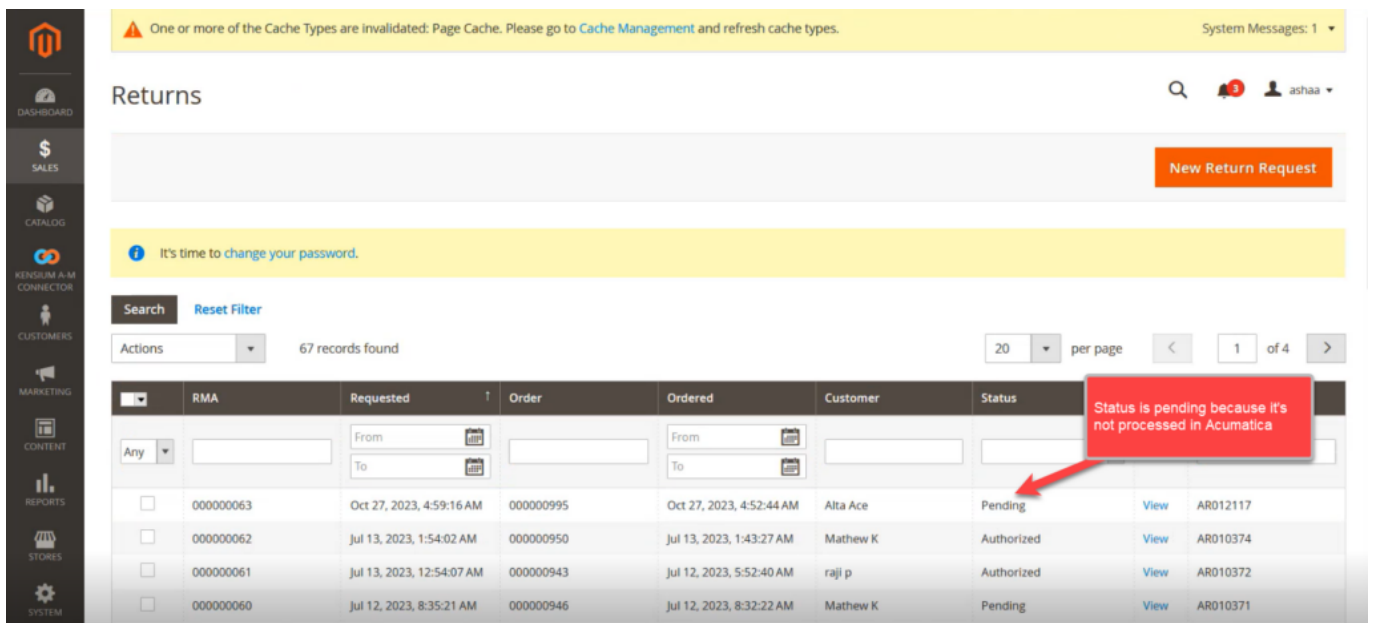 One or more of the Cache Types are invalidated: Page Cache. Please go to Cache Management and refresh cache types.
System Messages: 1
DASHBOARD
SALES
CATALOG
KENSIUM A-M
CONNECTOR
CUSTOMERS
MARKETING
CONTENT
REPORTS
STORES
SYSTEM
Returns
3
ashaa
New Return Request
It's time to change your password.
Search Reset Filter
Actions 67 records found 20 per page 1 of 4
RMA Requested ↑ Order Ordered Customer Status
Status is pending because it's
not processed in Acumatica
Any From From
To To
000000063 Oct 27, 2023, 4:59:16 AM 000000995 Oct 27, 2023, 4:52:44 AM Alta Ace Pending View AR012117
000000062 Jul 13, 2023, 1:54:02 AM 000000950 Jul 13, 2023, 1:43:27 AM Mathew K Authorized View AR010374
000000061 Jul 13, 2023, 12:54:07 AM 000000943 Jul 12, 2023, 5:52:40 AM raji p Authorized View AR010372
000000060 Jul 12, 2023, 8:35:21 AM 000000946 Jul 12, 2023, 8:32:22 AM Mathew K Pending View AR010371